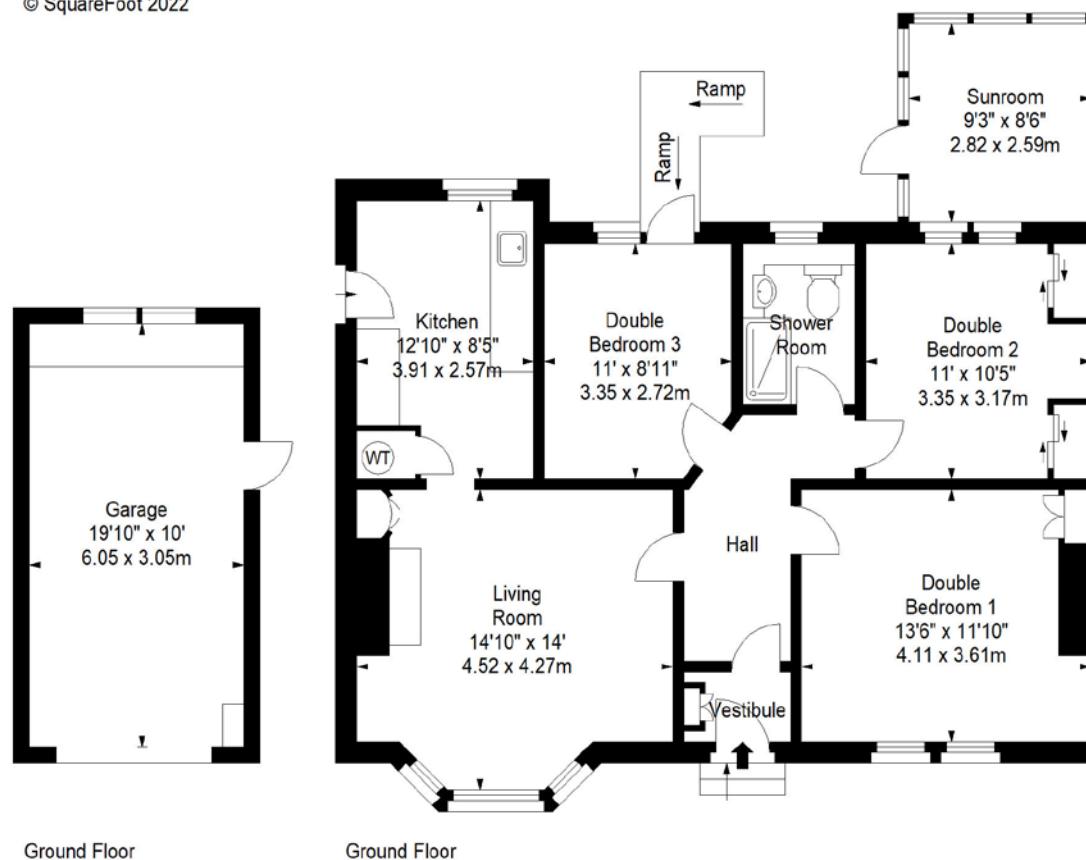 © SquareFoot 2022
Ramp
Ramp
Sunroom
9'3" x 8'6"
2.82 x 2.59m
Kitchen
12'10" x 8'5"
3.91 x 2.57m
Double
Bedroom 3
11' x 8'11"
3.35 x 2.72m
Shower
Room
Double
Bedroom 2
11' x 10'5"
3.35 x 3.17m
WT
Garage
19'10" x 10'
6.05 x 3.05m
Living
Room
14'10" x 14'
4.52 x 4.27m
Hall
Double
Bedroom 1
13'6" x 11'10"
4.11 x 3.61m
Vestibule
Ground Floor
Ground Floor